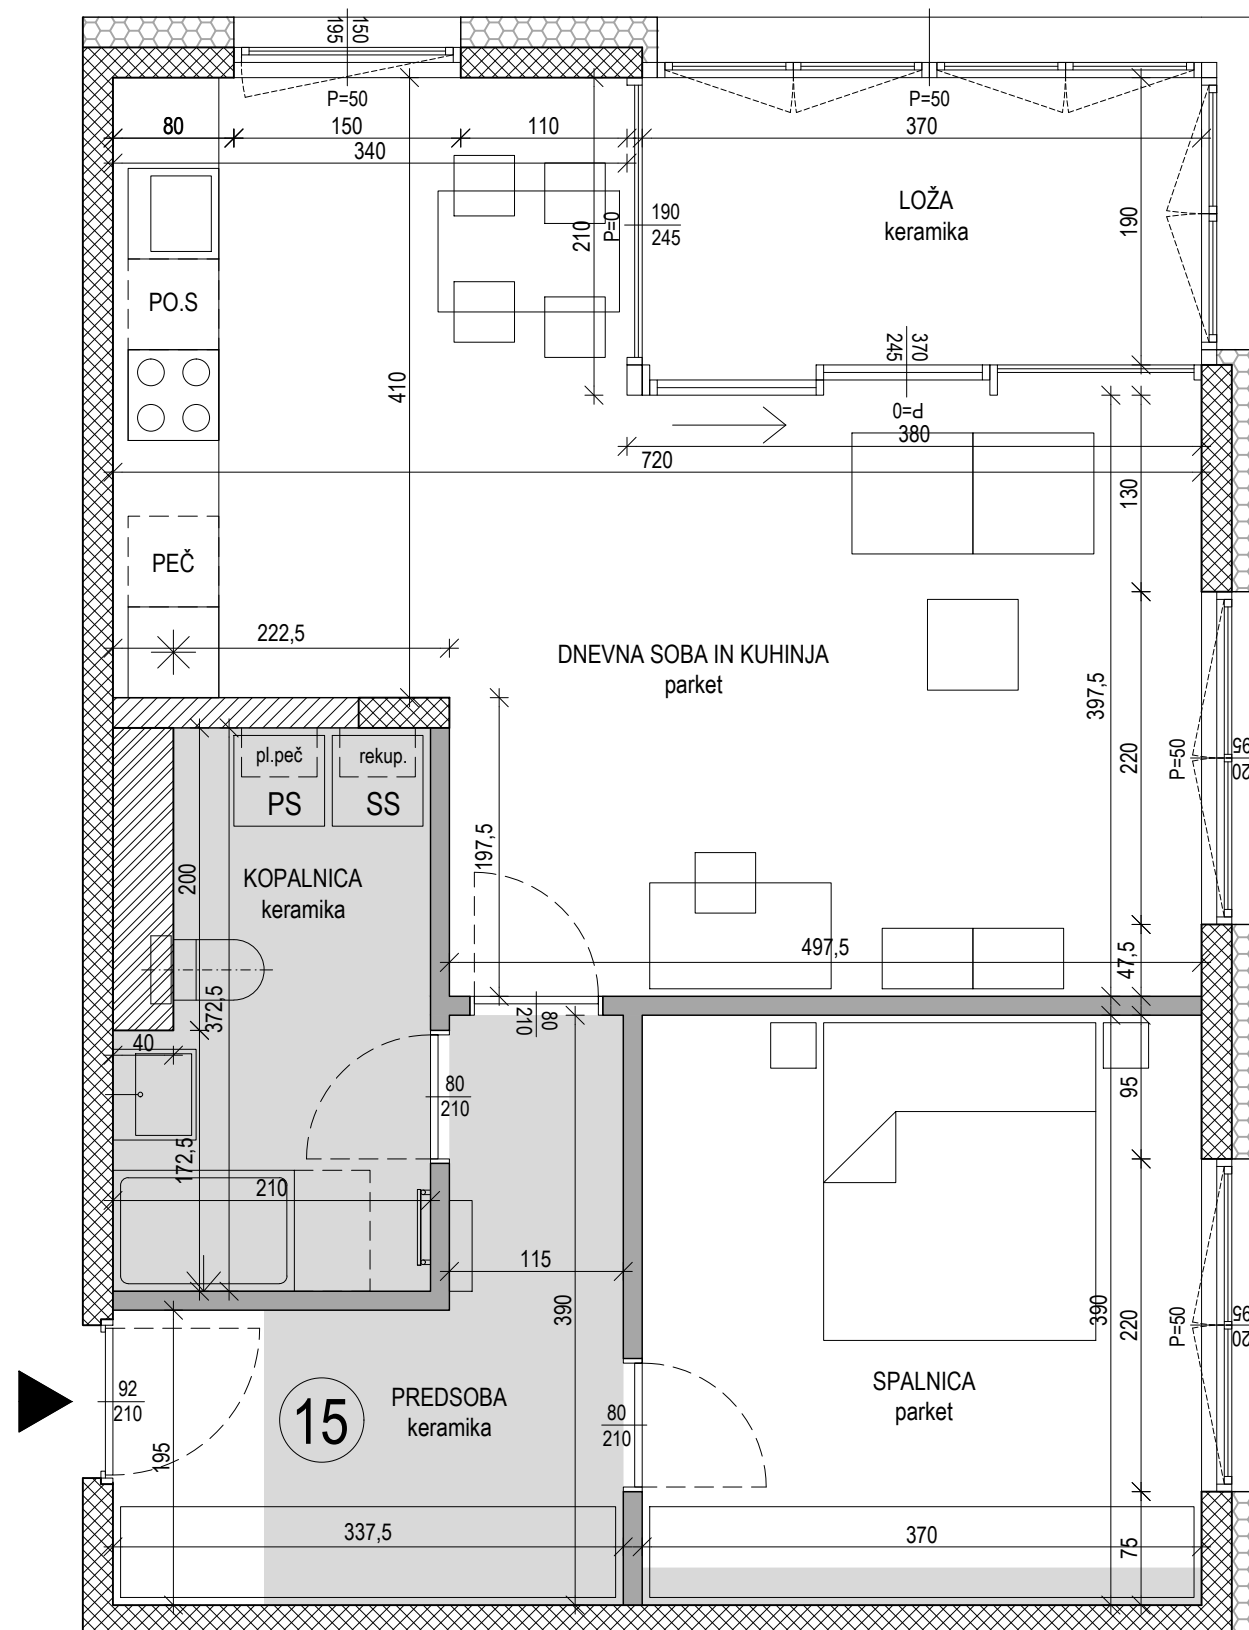 150
195
P=50
P=50
80
150
110
370
340
LOŽA
keramika
190
245
P=0
210
190
PO.S
410
370
245
P=0
380
720
130
PEČ
222,5
DNEVNA SOBA IN KUHINJA
parket
397,5
220
P=50
pl.peč
rekup.
PS
SS
197,5
200
KOPALNICA
keramika
497,5
47,5
372,5
80
210
40
80
210
95
172,5
210
115
390
390
220
P=50
SPALNICA
parket
92
210
15
PREDSOBA
keramika
80
210
195
337,5
370
75